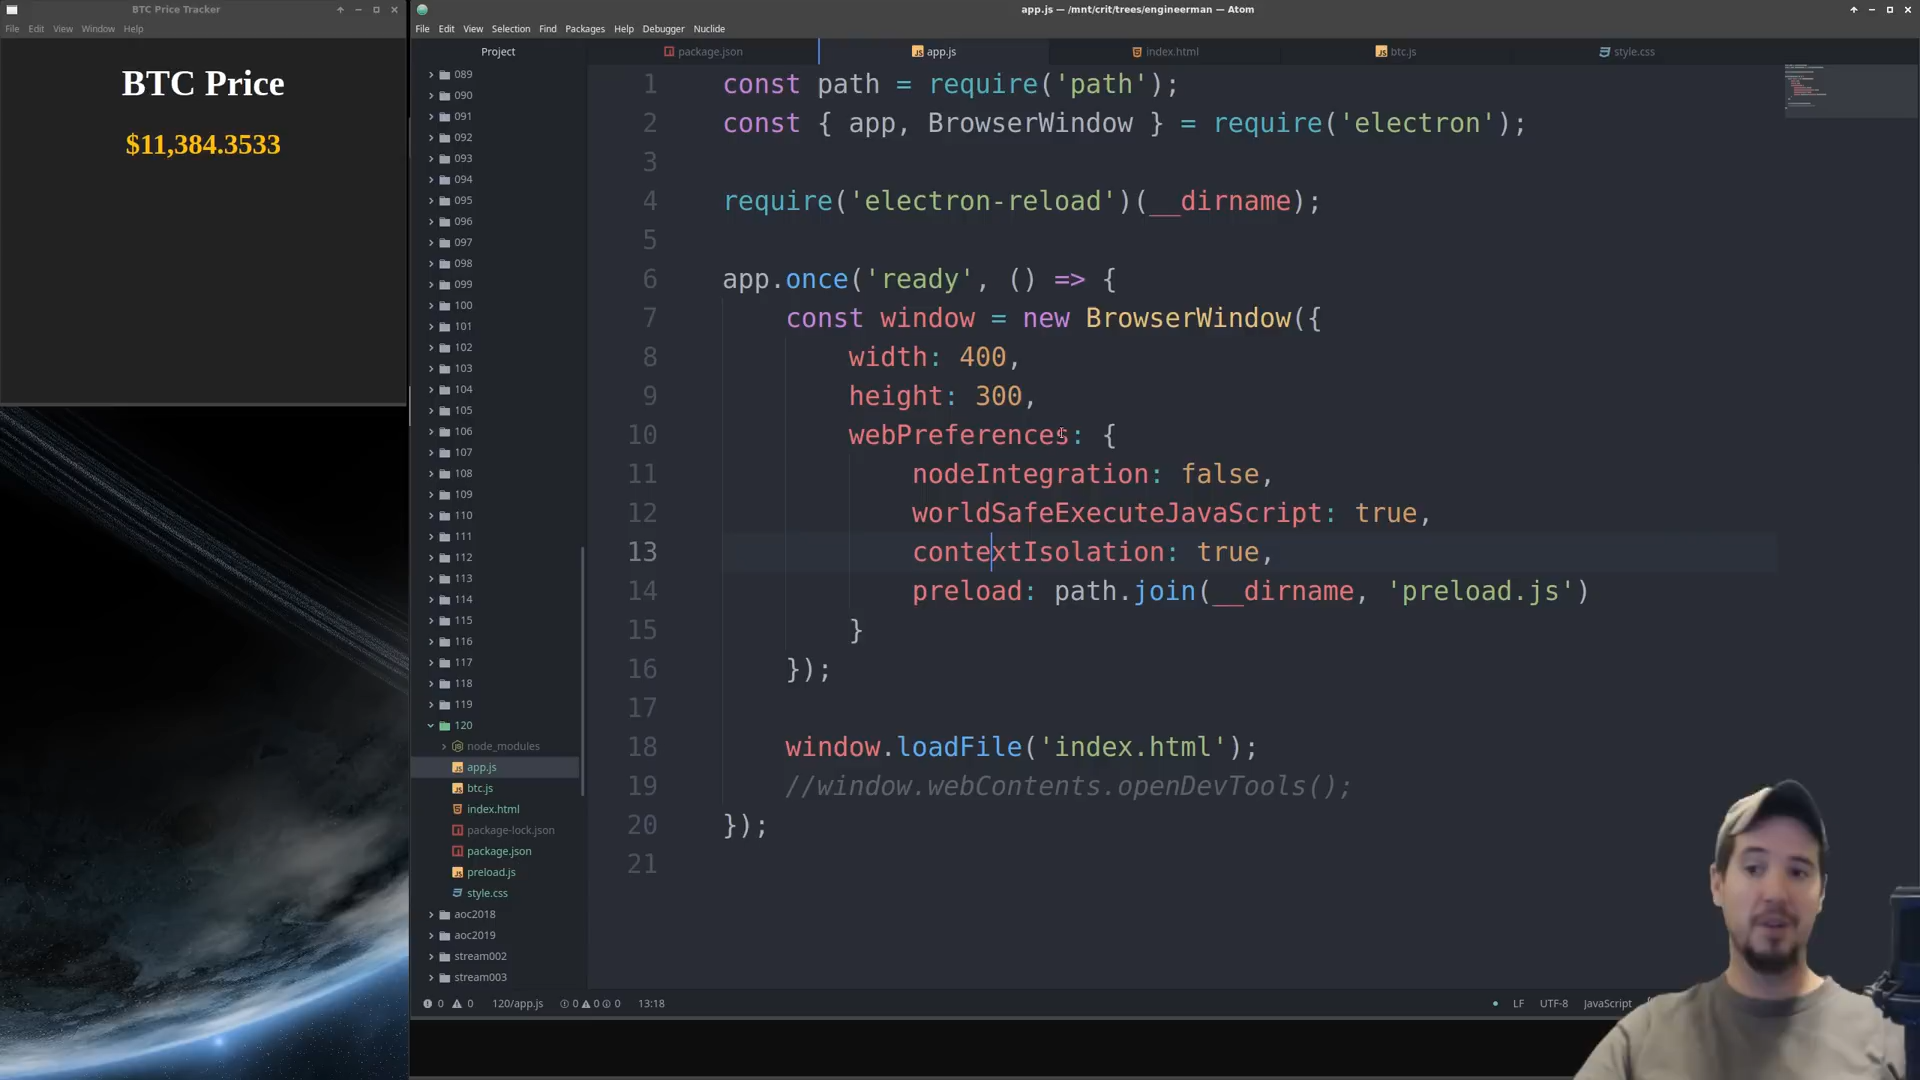 BTC Price Tracker
File Edit View Window Help
BTC Price
$11,384.3533
app.js — /mnt/crit/trees/engineerman — Atom
File Edit View Selection Find Packages Help Debugger Nuclide
Project
089
090
091
092
093
094
095
096
097
098
099
100
101
102
103
104
105
106
107
108
109
110
111
112
113
114
115
116
117
118
119
120
node_modules
app.js
btc.js
index.html
package-lock.json
package.json
preload.js
style.css
aoc2018
aoc2019
stream002
stream003
package.json app.js index.html btc.js style.css
1 const path = require('path');
2 const { app, BrowserWindow } = require('electron');
3
4 require('electron-reload')(__dirname);
5
6 app.once('ready', () => {
7 const window = new BrowserWindow({
8 width: 400,
9 height: 300,
10 webPreferences: {
11 nodeIntegration: false,
12 worldSafeExecuteJavaScript: true,
13 contextIsolation: true,
14 preload: path.join(__dirname, 'preload.js')
15 }
16 });
17
18 window.loadFile('index.html');
19 //window.webContents.openDevTools();
20 });
21
0 0 120/app.js 0 0 0 13:18 LF UTF-8 JavaScript